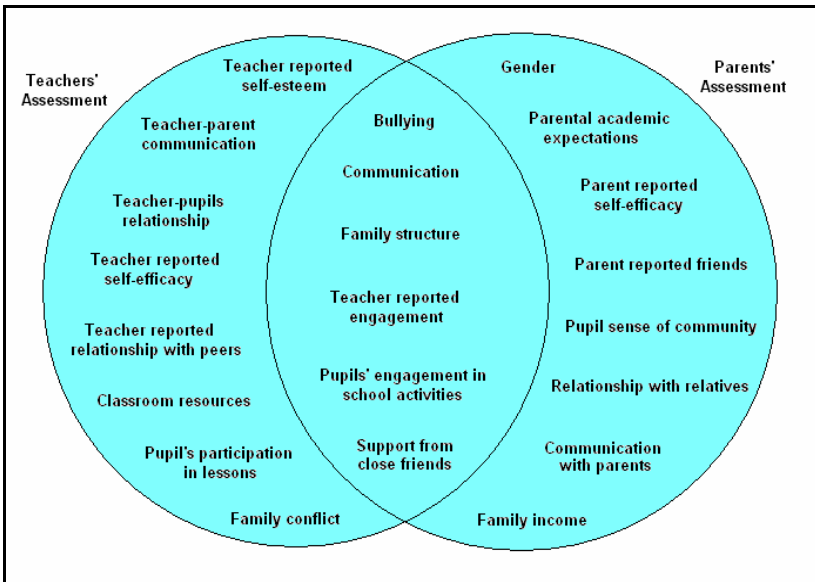 Teachers'
Assessment
Teacher reported
self-esteem
Teacher-parent
communication
Teacher-pupils
relationship
Teacher reported
self-efficacy
Teacher reported
relationship with peers
Classroom resources
Pupil's participation
in lessons
Family conflict
Bullying
Communication
Family structure
Teacher reported
engagement
Pupils' engagement in
school activities
Support from
close friends
Gender
Parents'
Assessment
Parental academic
expectations
Parent reported
self-efficacy
Parent reported friends
Pupil sense of community
Relationship with relatives
Communication
with parents
Family income